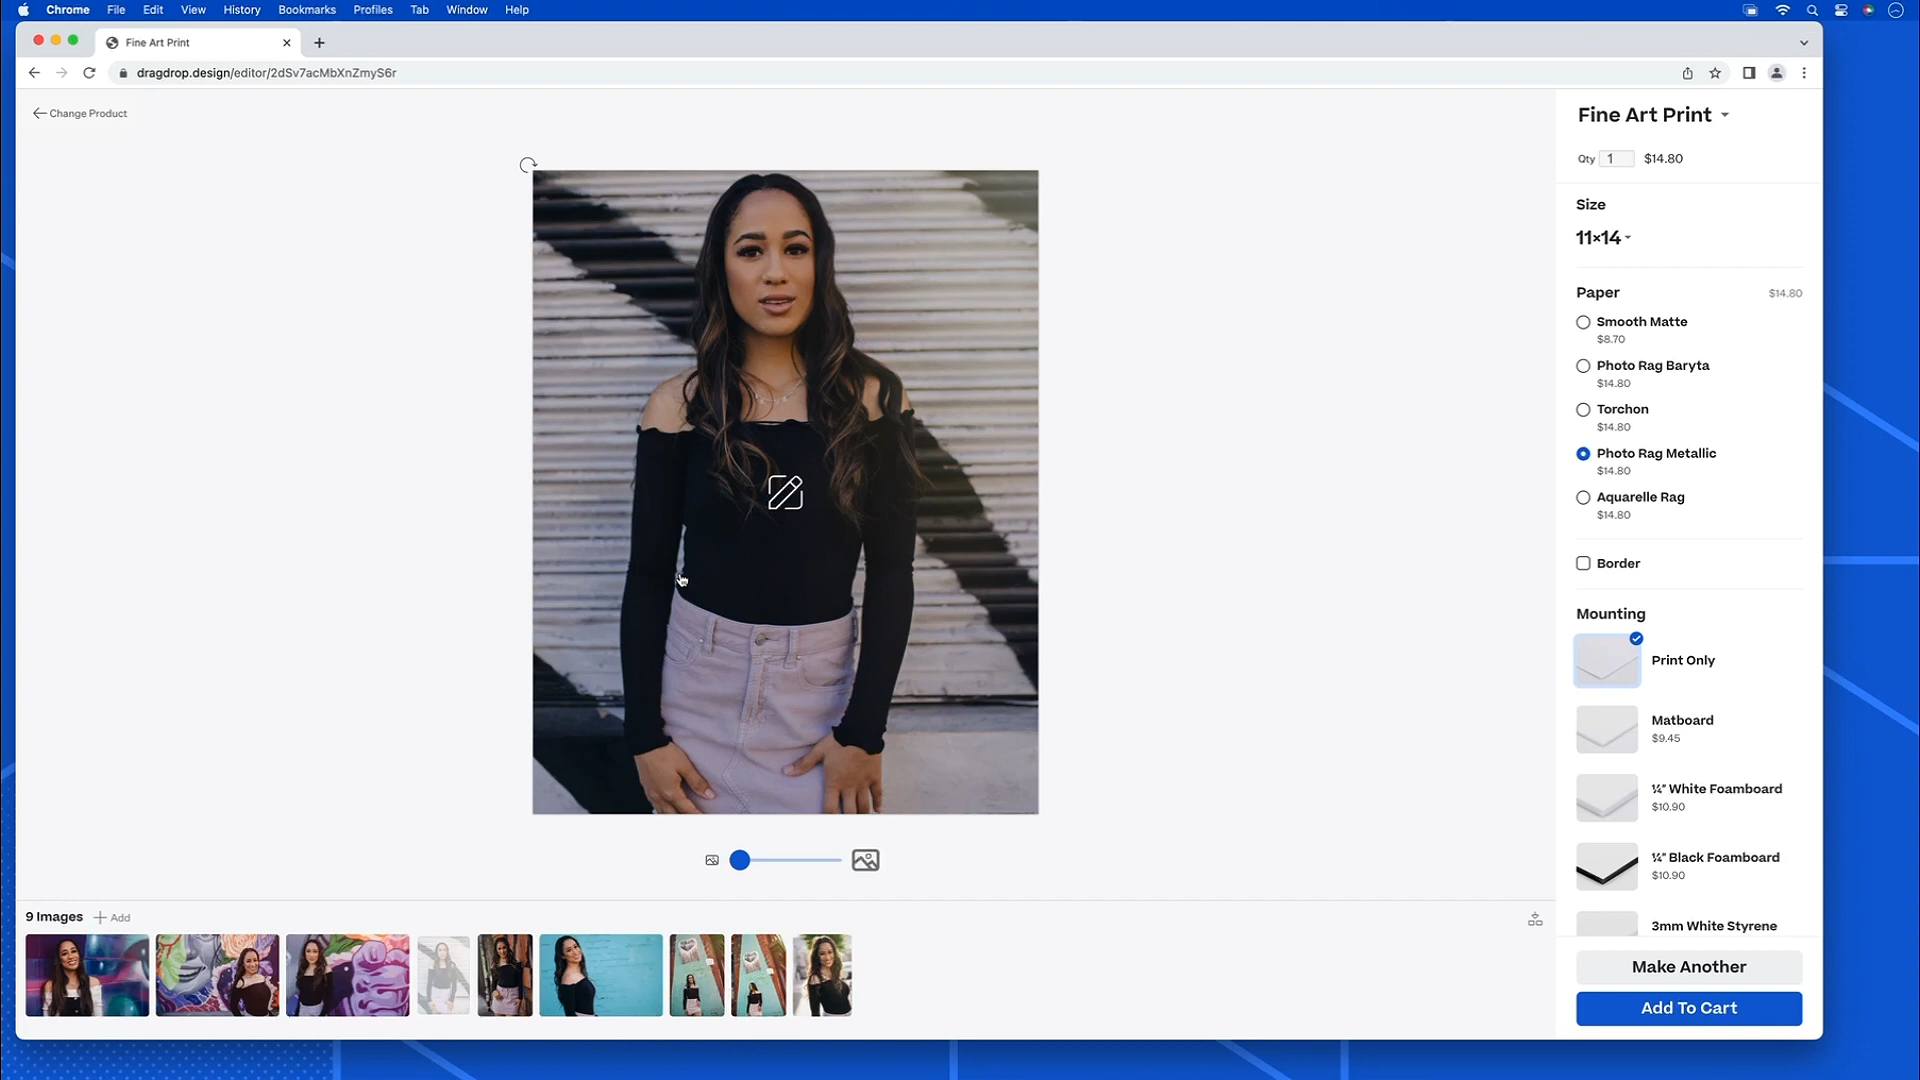 Chrome File Edit View History Bookmarks Profiles Tab Window Help
Fine Art Print
dragdrop.design/editor/2dSv7acMbXnZmyS6r
Change Product
Fine Art Print
Qty 1 $14.80
Size
11×14
Paper $14.80
Smooth Matte
$8.70
Photo Rag Baryta
$14.80
Torchon
$14.80
Photo Rag Metallic
$14.80
Aquarelle Rag
$14.80
Border
Mounting
Print Only
Matboard
$9.45
¼" White Foamboard
$10.90
¼" Black Foamboard
$10.90
3mm White Styrene
Make Another
Add To Cart
9 Images Add